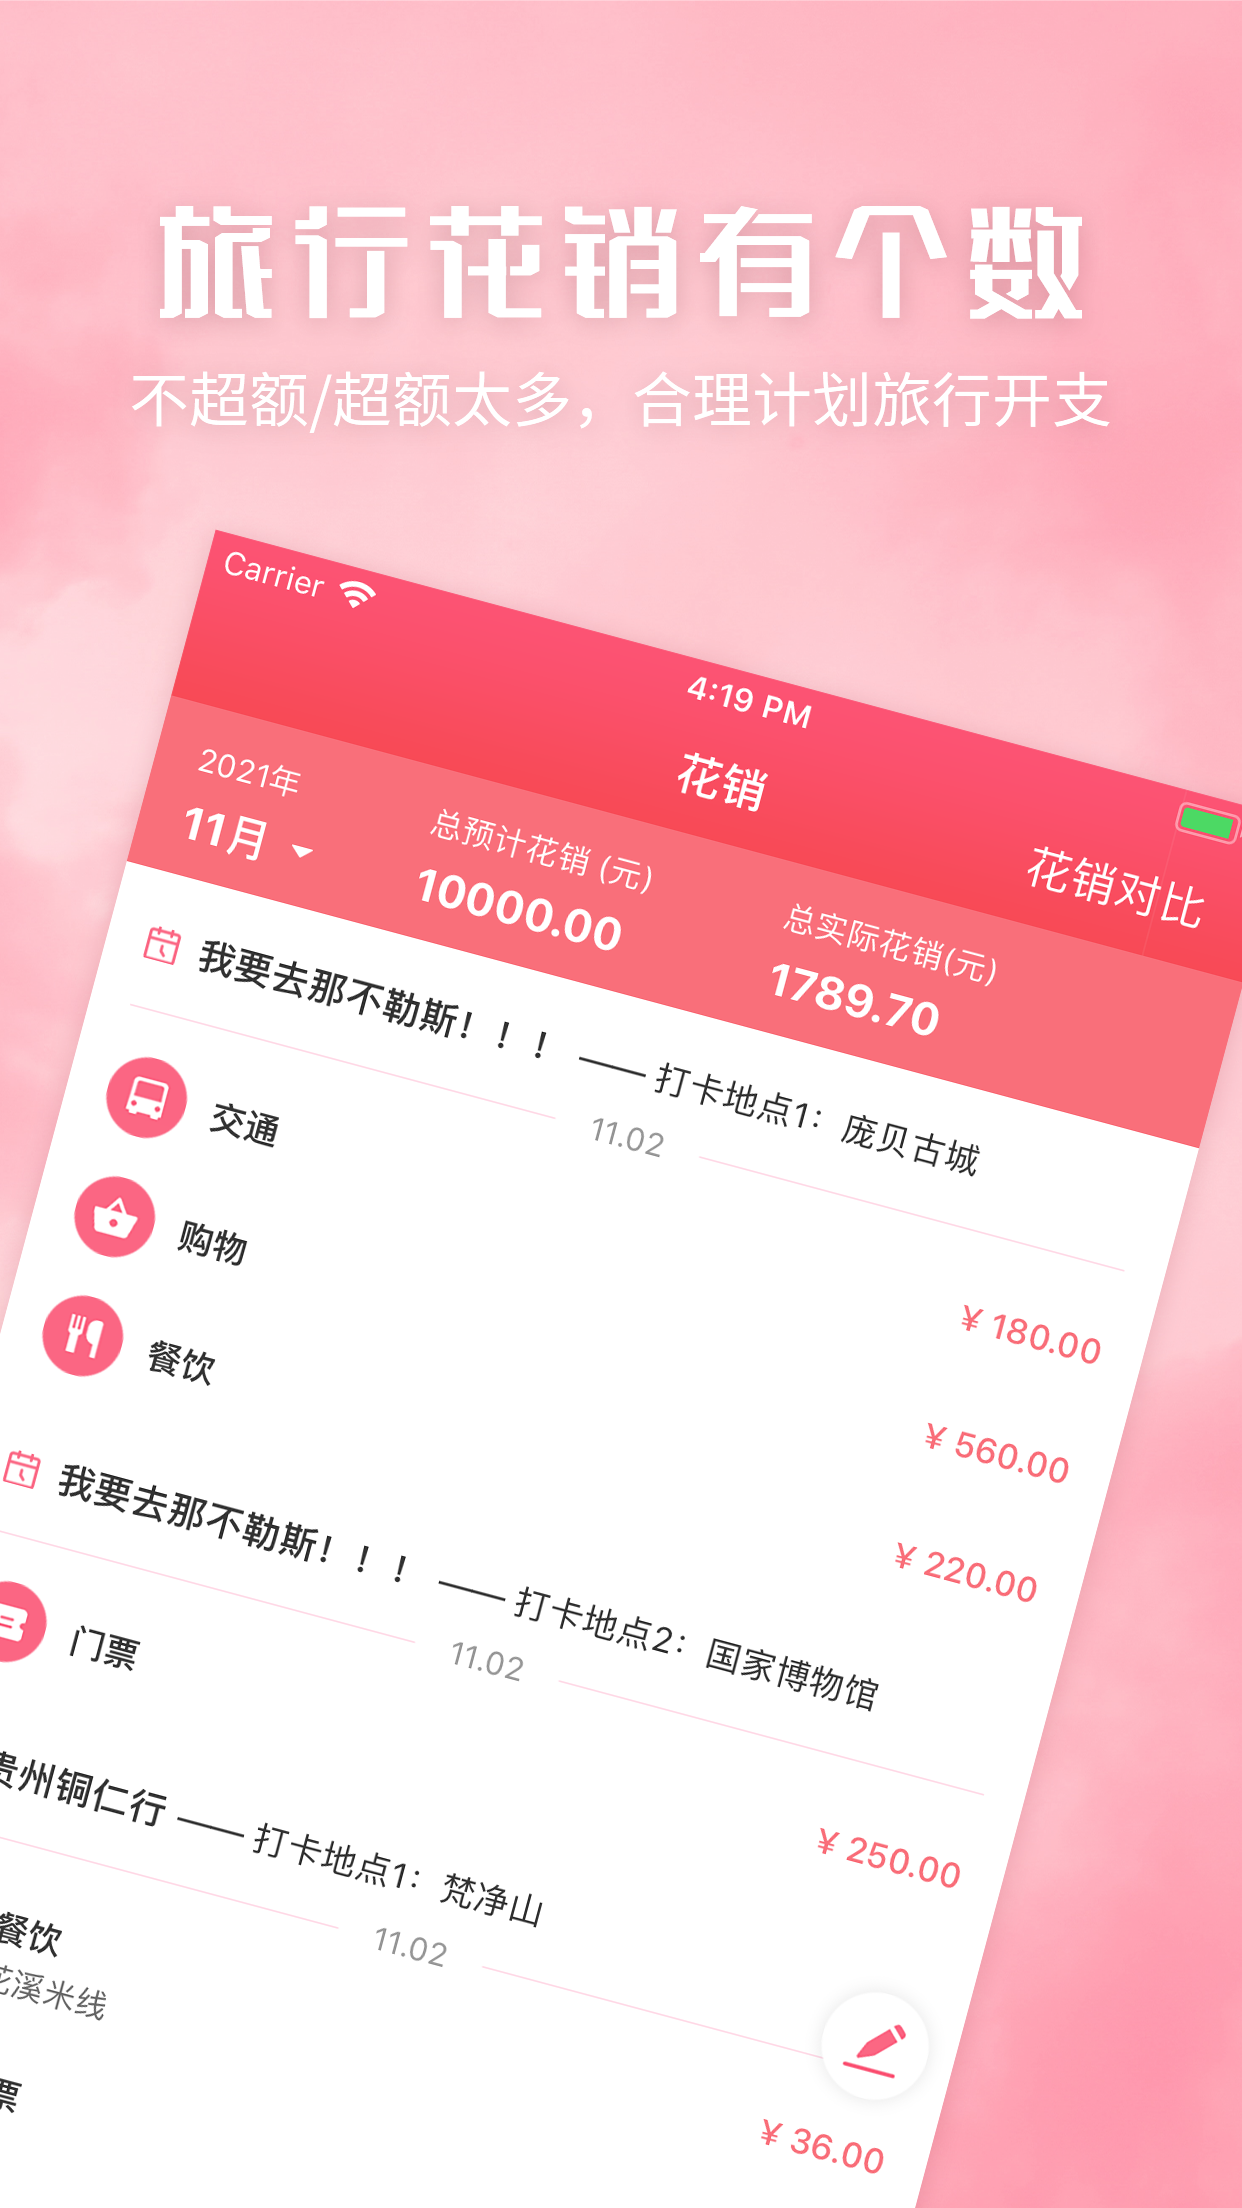 旅行花销有个数
不超额/超额太多，合理计划旅行开支
Carrier
4:19 PM
花销
花销对比
2021年
11月
总预计花销 (元)
10000.00
总实际花销(元)
1789.70
我要去那不勒斯！！！ —— 打卡地点1：庞贝古城
11.02
交通
¥ 180.00
购物
¥ 560.00
餐饮
¥ 220.00
我要去那不勒斯！！！ —— 打卡地点2：国家博物馆
11.02
门票
¥ 250.00
贵州铜仁行 —— 打卡地点1：梵净山
11.02
餐饮
花溪米线
¥ 36.00
票